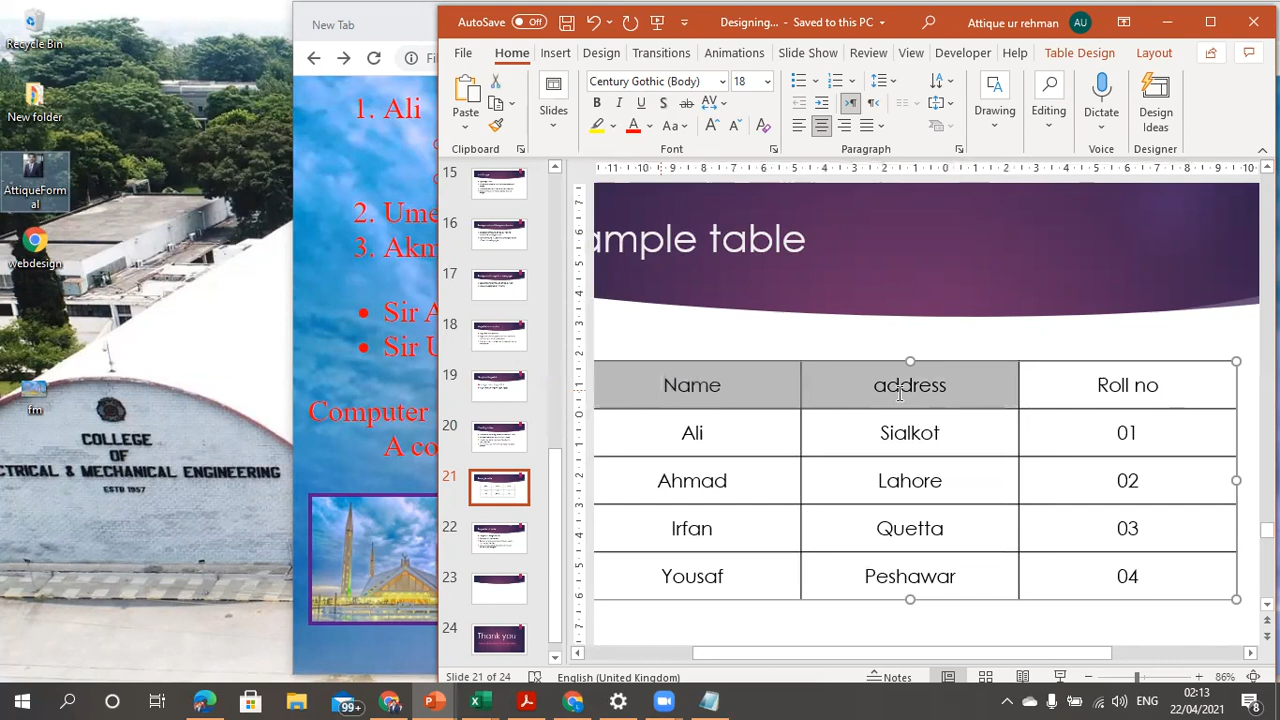 Recycle Bin
New folder
AttiqueFormal
webdesign
fm
COLLEGE
CTRICAL & MECHANICAL ENGINEERING
ESTD 1957
New Tab
1. Ali
2. Ume
3. Akm
Sir A
Sir U
Computer
A co
AutoSave Off
Designing... - Saved to this PC
Attique ur rehman
AU
File Home Insert Design Transitions Animations Slide Show Review View Developer Help Table Design Layout
Century Gothic (Body) 18
Paste
Slides
Drawing
Editing
Dictate
Design Ideas
Clipboard
Font
Paragraph
Voice
Designer
15
16
17
18
19
20
21
22
23
24
Thank you
ample table
Name address Roll no
Ali Sialkot 01
Ahmad Lahore 02
Irfan Quetta 03
Yousaf Peshawar 04
Slide 21 of 24
English (United Kingdom)
Notes
86%
99+
ENG
02:13
22/04/2021
8